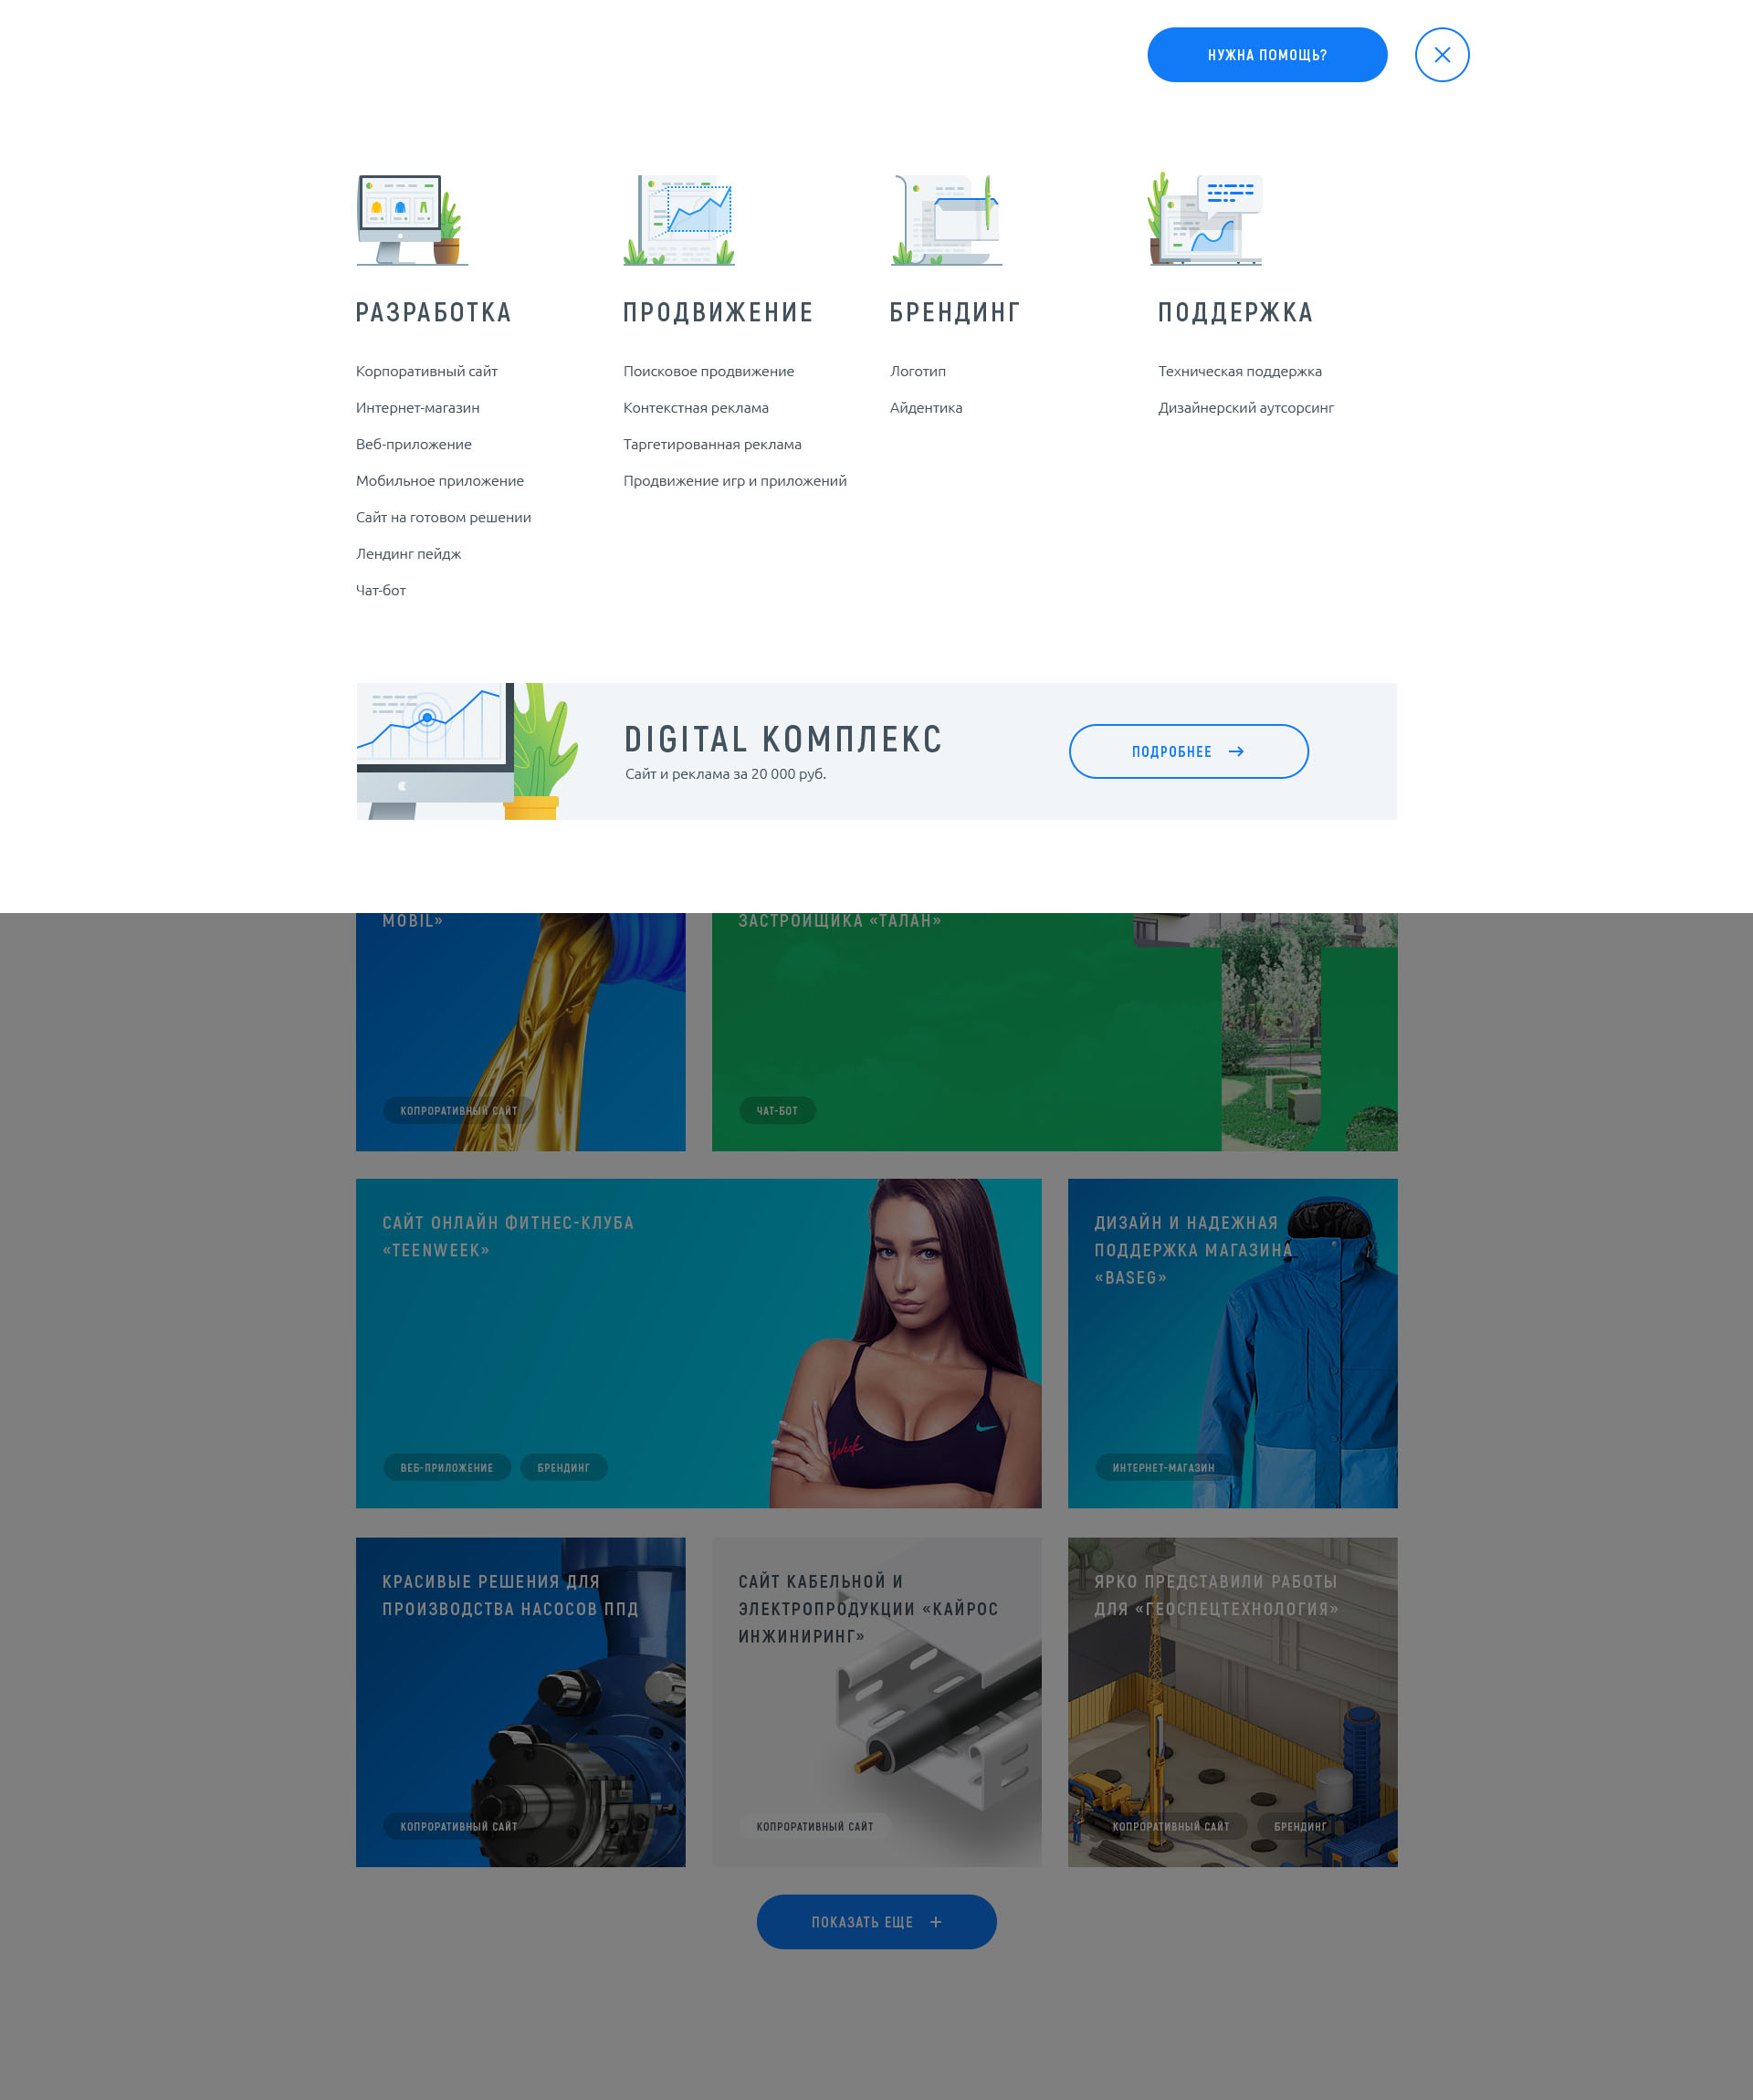 НУЖНА ПОМОЩЬ?
РАЗРАБОТКА
Корпоративный сайт
Интернет-магазин
Веб-приложение
Мобильное приложение
Сайт на готовом решении
Лендинг пейдж
Чат-бот
ПРОДВИЖЕНИЕ
Поисковое продвижение
Контекстная реклама
Таргетированная реклама
Продвижение игр и приложений
БРЕНДИНГ
Логотип
Айдентика
ПОДДЕРЖКА
Техническая поддержка
Дизайнерский аутсорсинг
DIGITAL КОМПЛЕКС
Сайт и реклама за 20 000 руб.
ПОДРОБНЕЕ
MOBIL»
КОПРОРАТИВНЫЙ САЙТ
ЗАСТРОЙЩИКА «ТАЛАН»
ЧАТ-БОТ
САЙТ ОНЛАЙН ФИТНЕС-КЛУБА
«TEENWEEK»
Week
ВЕБ-ПРИЛОЖЕНИЕ
БРЕНДИНГ
ДИЗАЙН И НАДЕЖНАЯ
ПОДДЕРЖКА МАГАЗИНА
«BASEG»
ИНТЕРНЕТ-МАГАЗИН
КРАСИВЫЕ РЕШЕНИЯ ДЛЯ
ПРОИЗВОДСТВА НАСОСОВ ППД
КОПРОРАТИВНЫЙ САЙТ
САЙТ КАБЕЛЬНОЙ И
ЭЛЕКТРОПРОДУКЦИИ «КАЙРОС
ИНЖИНИРИНГ»
КОПРОРАТИВНЫЙ САЙТ
ЯРКО ПРЕДСТАВИЛИ РАБОТЫ
ДЛЯ «ГЕОСПЕЦТЕХНОЛОГИЯ»
КОПРОРАТИВНЫЙ САЙТ
БРЕНДИНГ
ПОКАЗАТЬ ЕЩЕ